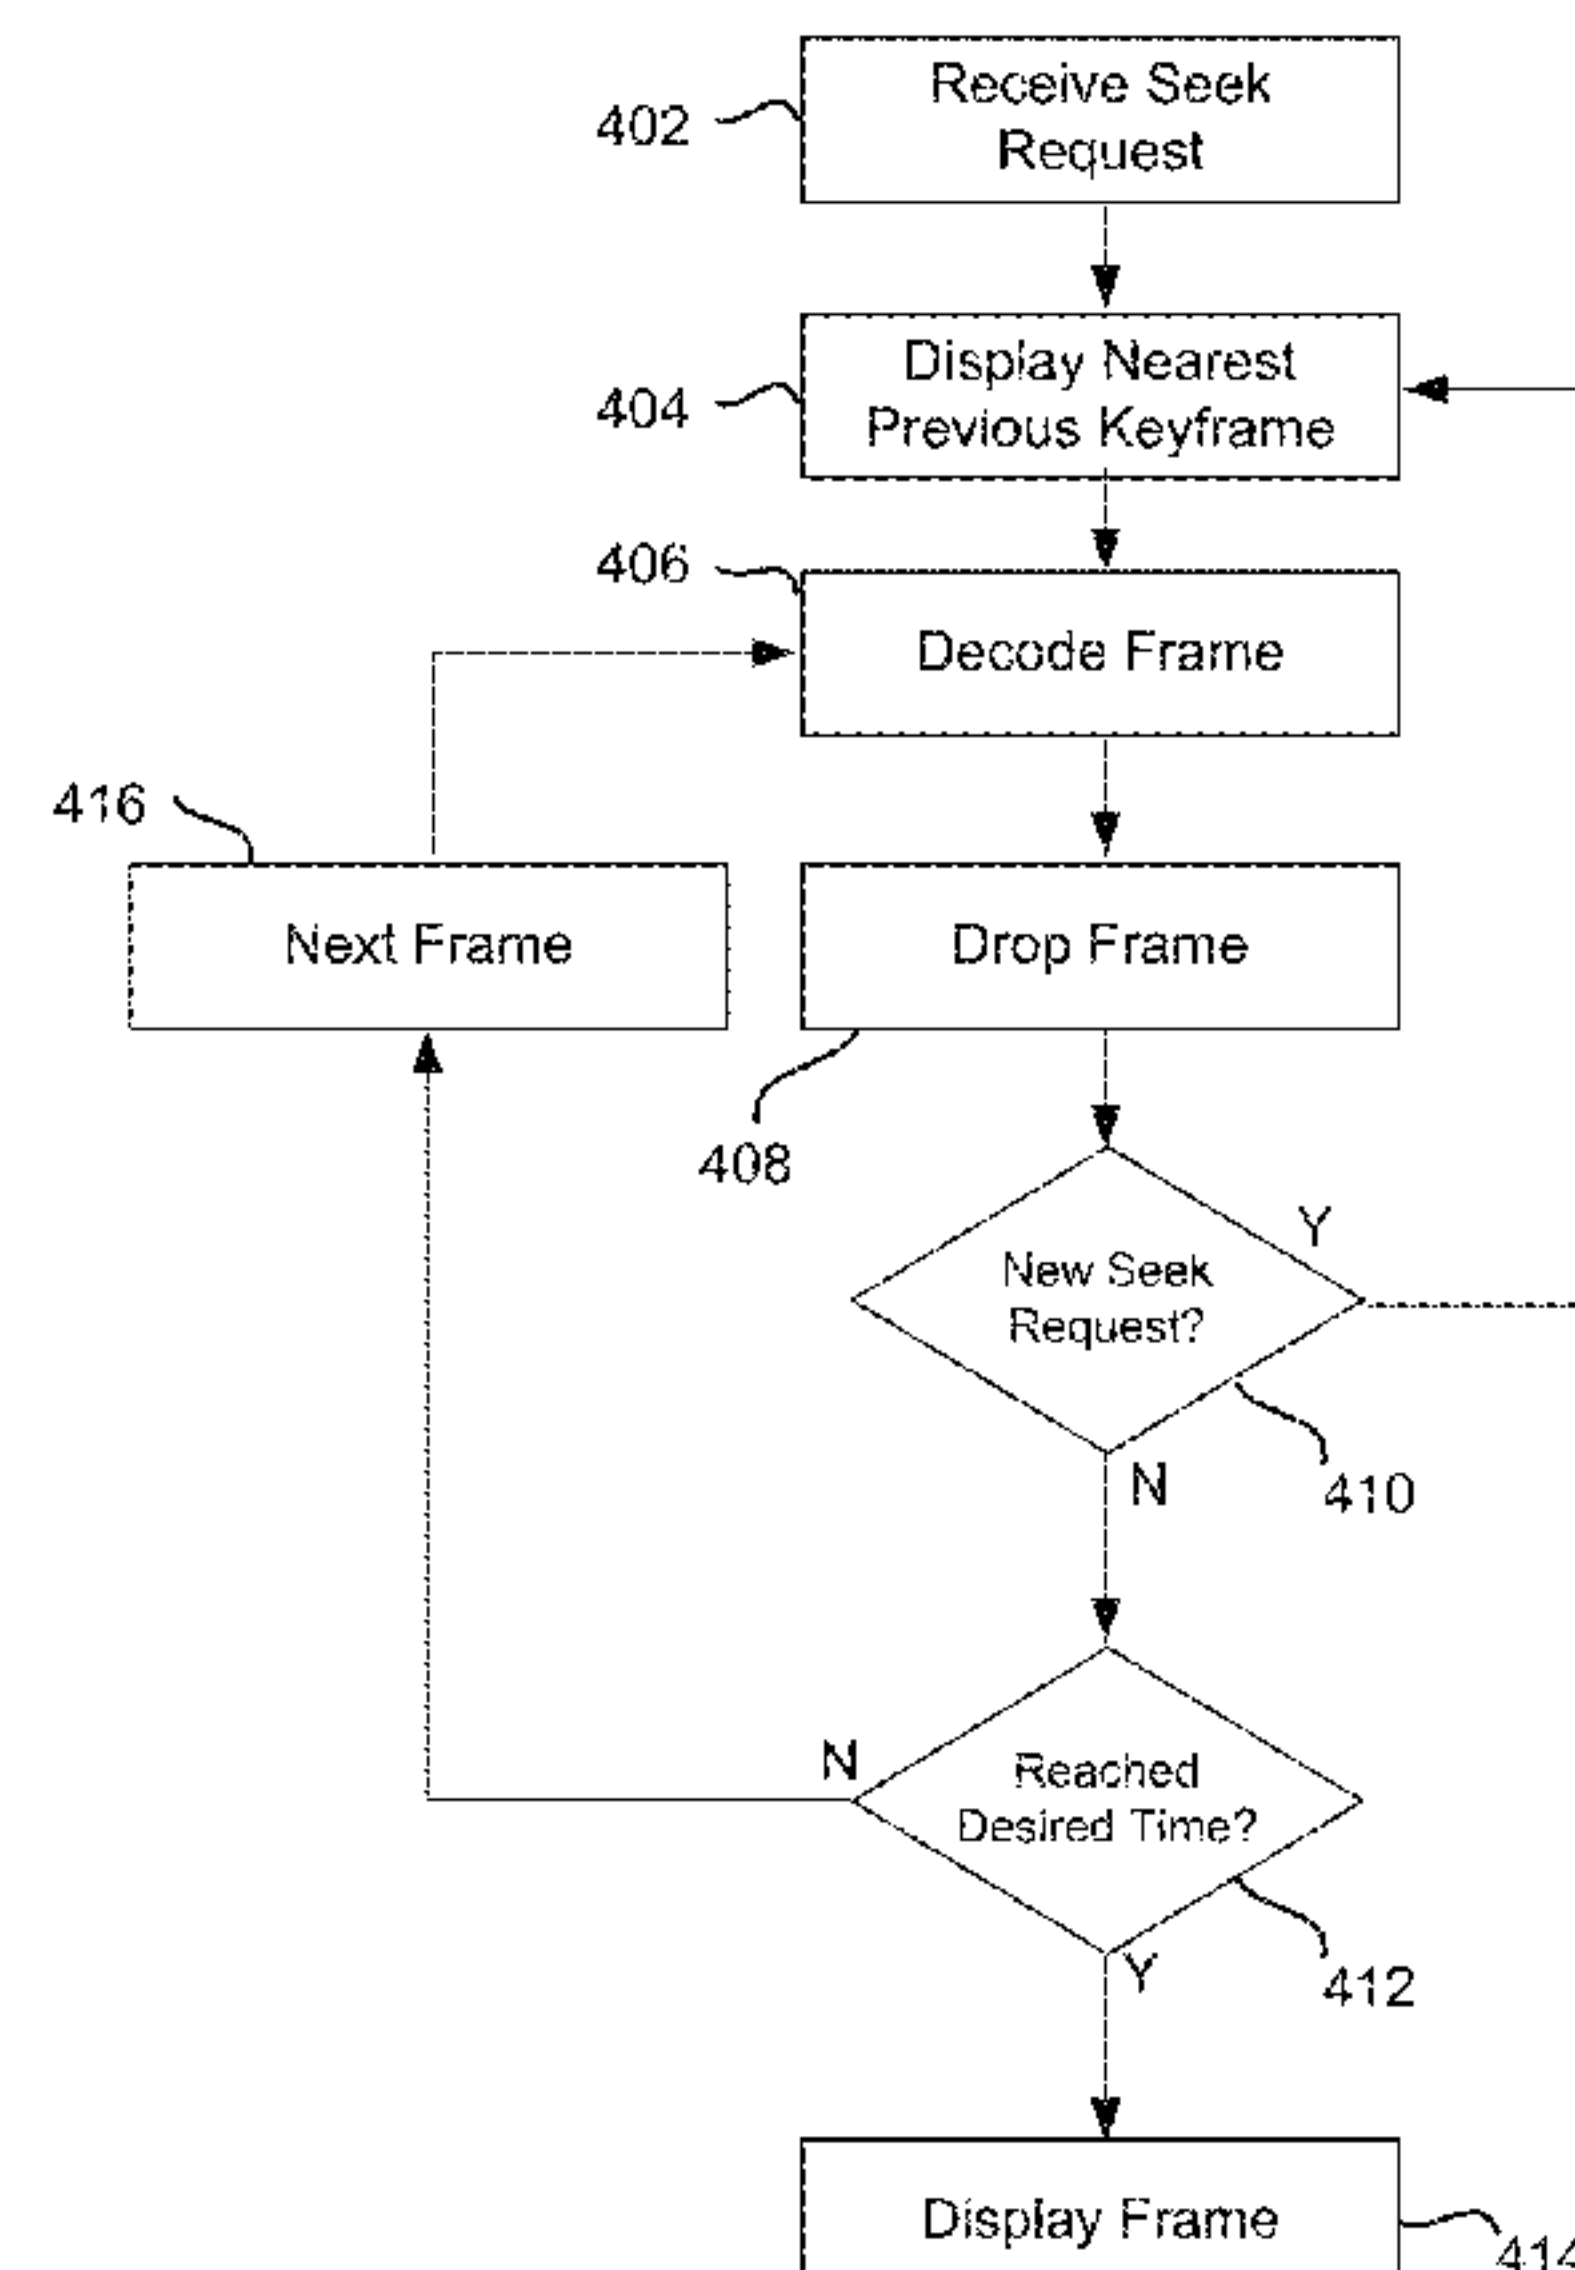 Receive Seek
Request
402
Display Nearest
Previous Keyframe
404
406
Decode Frame
416
Next Frame
Drop Frame
408
Y
New Seek
Request?
410
N
N
Reached
Desired Time?
412
Y
Display Frame
414